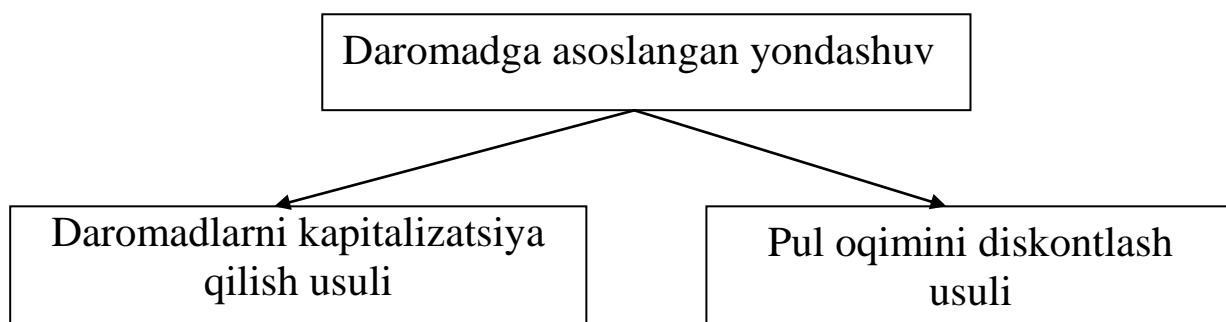 Daromadga asoslangan yondashuv
Daromadlarni kapitalizatsiya
qilish usuli
Pul oqimini diskontlash
usuli